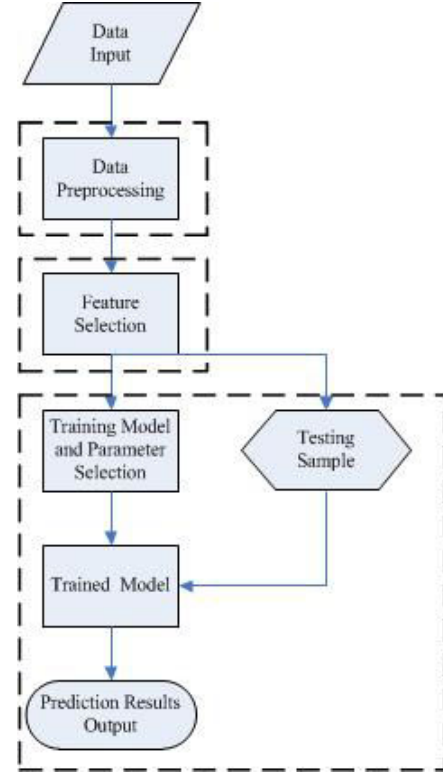 Data
Input
Data
Preprocessing
Feature
Selection
Training Model
and Parameter
Selection
Testing
Sample
Trained Model
Prediction Results
Output